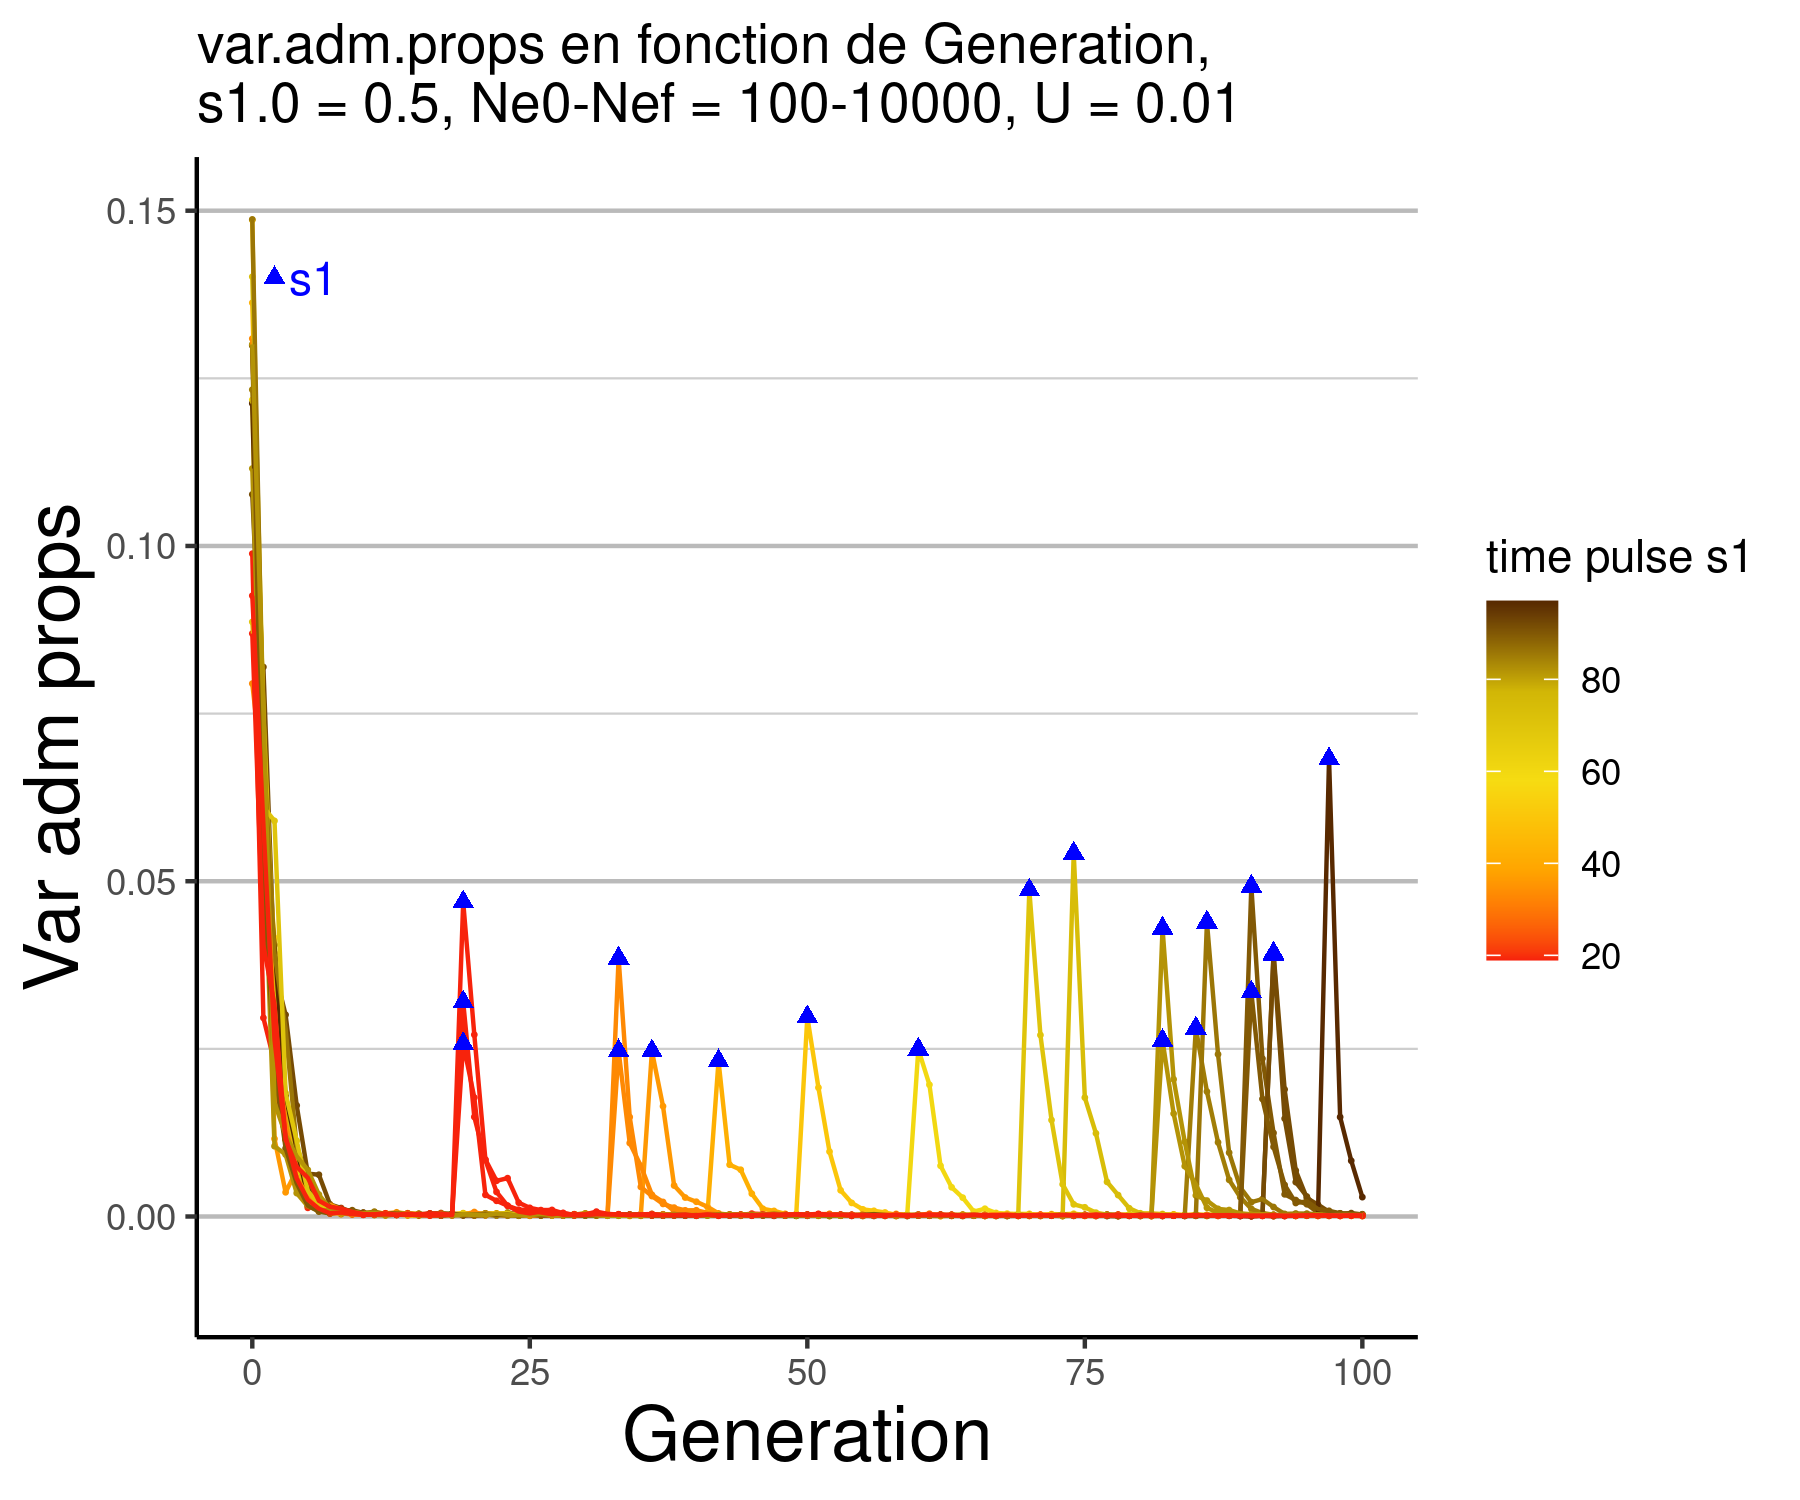 var.adm.props en fonction de Generation,
s1.0 = 0.5, Ne0-Nef = 100-10000, U = 0.01
0.15
s1
0.10
0.05
0.00
Var adm props
0 25 50 75 100
Generation
time pulse s1
80
60
40
20